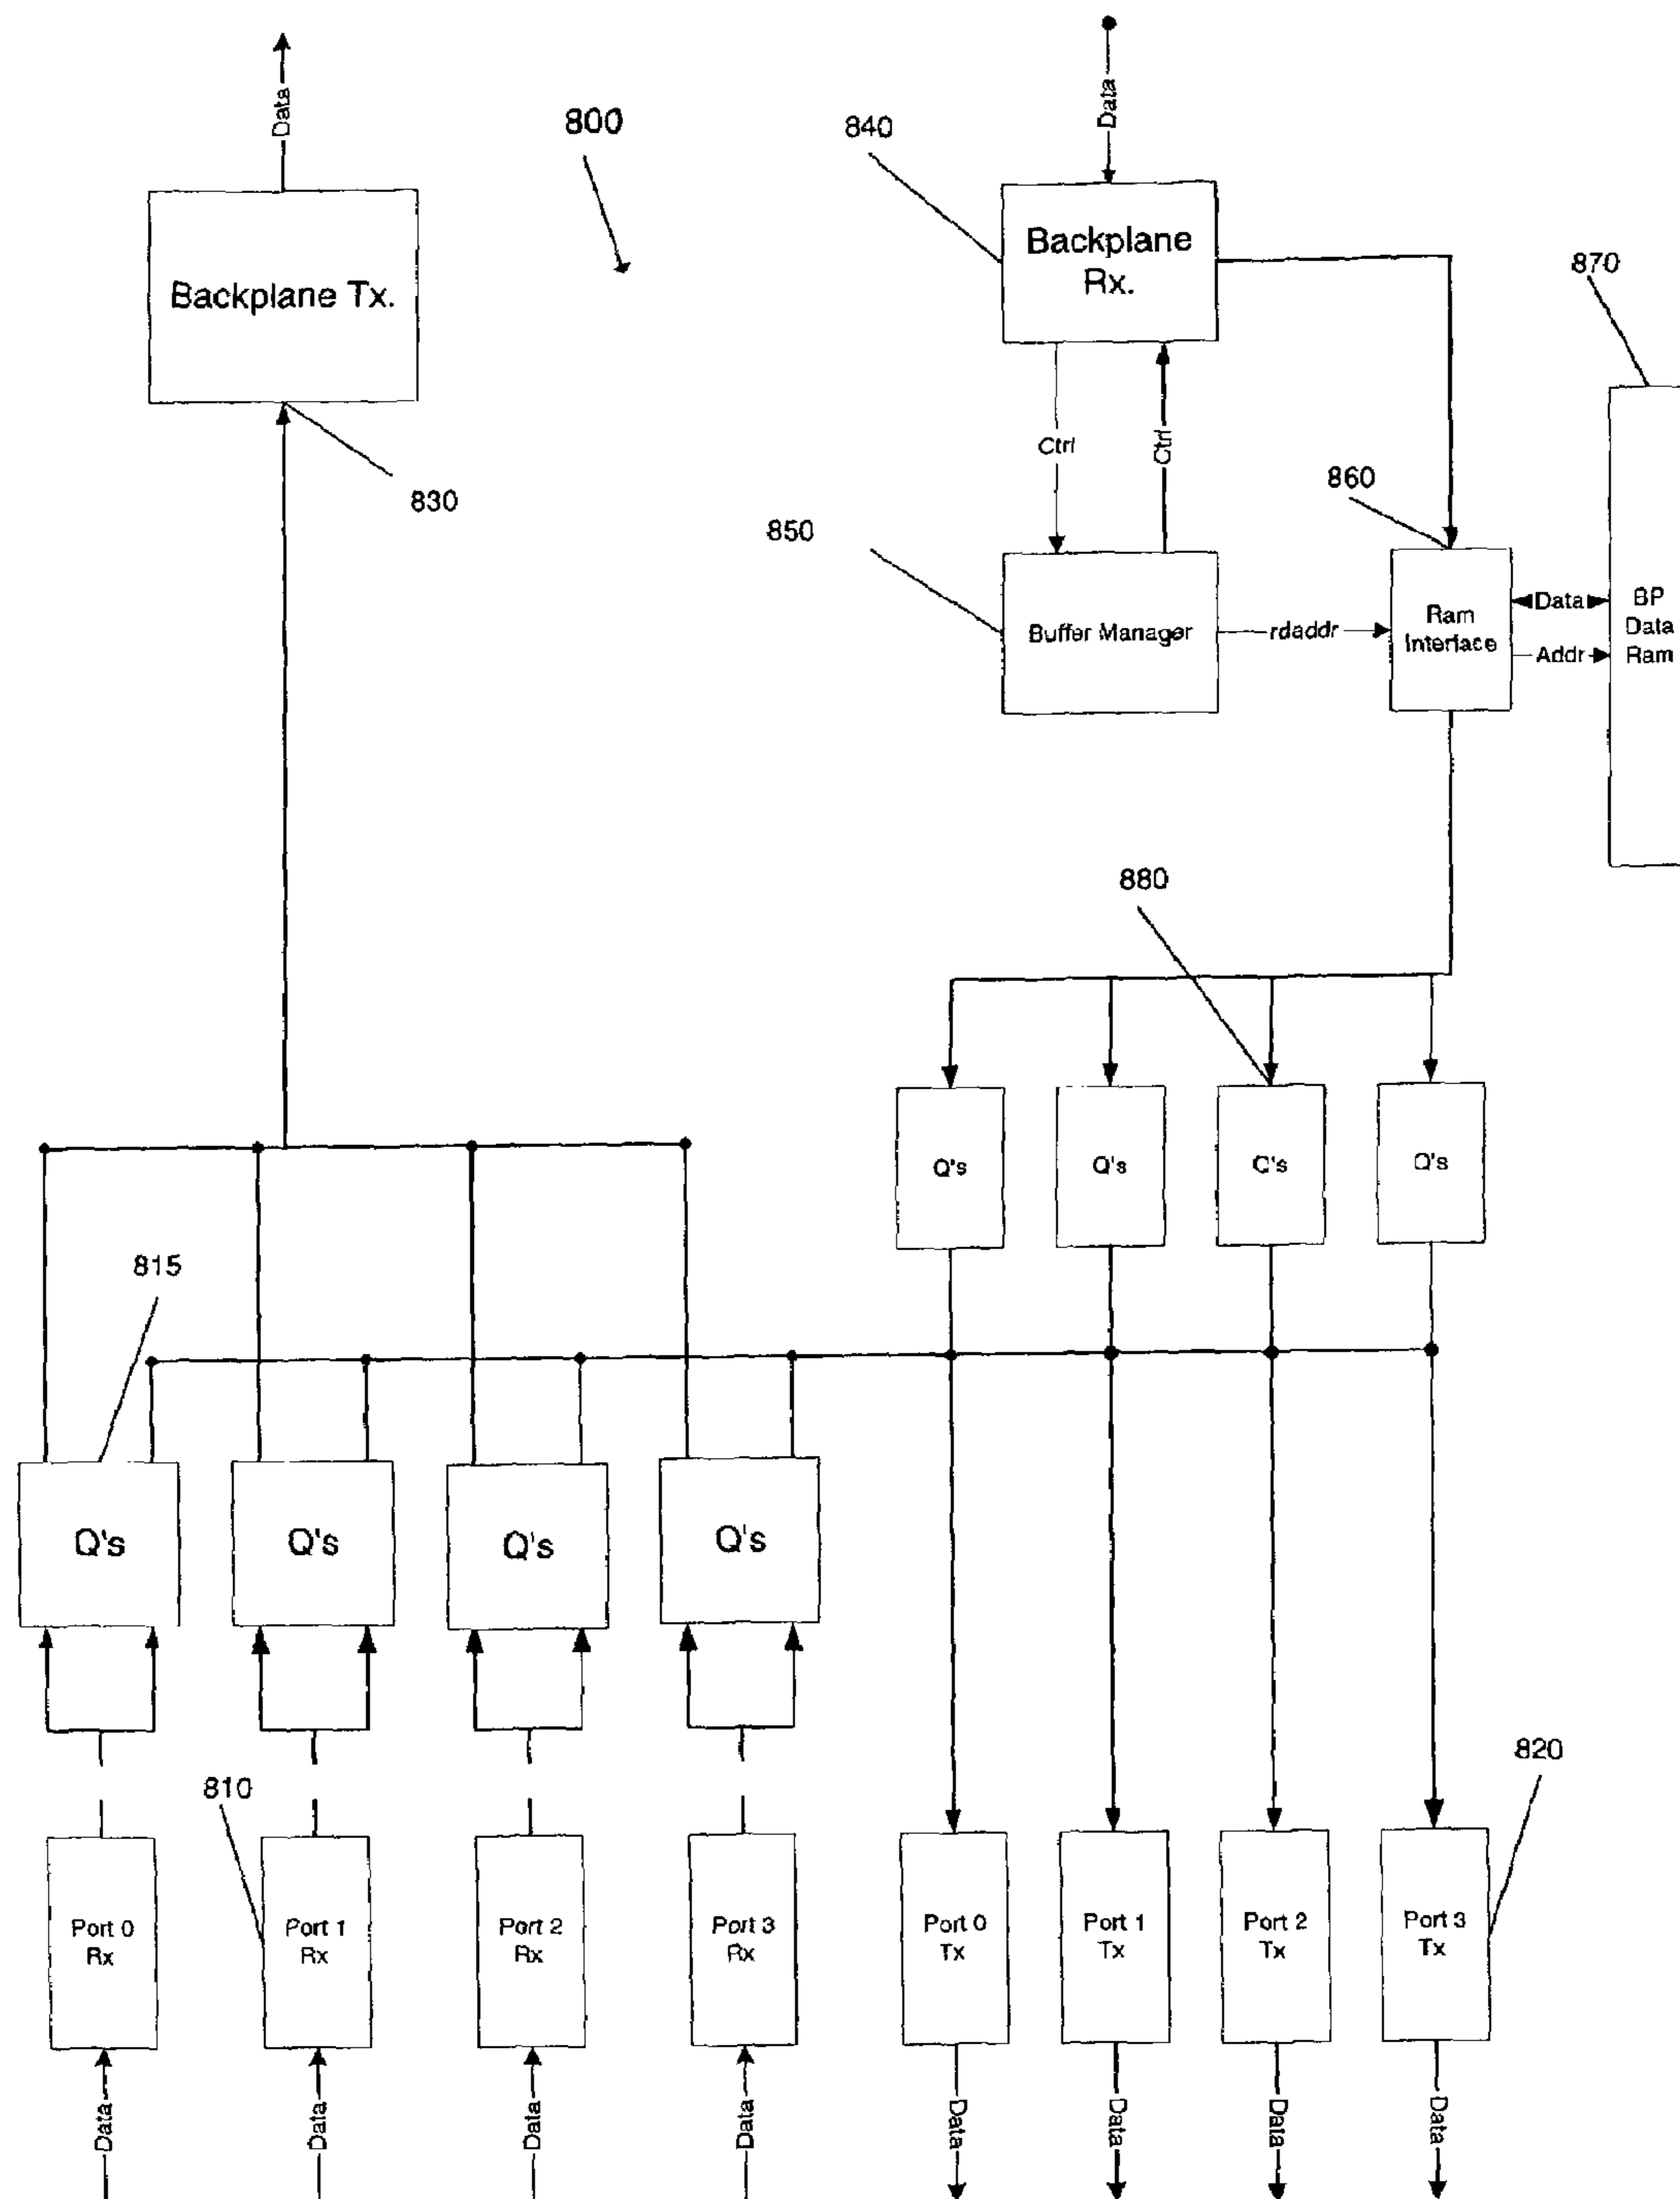 Data
Data
800
840
Backplane Tx.
Backplane
Rx.
870
830
Ctrl
Ctrl
860
850
Buffer Manager
rdaddr
Ram
Interface
Data
Addr
BP
Data
Ram
880
Q's
Q's
Q's
Q's
815
Q's
Q's
Q's
Q's
810
820
Port 0
Rx
Port 1
Rx
Port 2
Rx
Port 3
Rx
Port 0
Tx
Port 1
Tx
Port 2
Tx
Port 3
Tx
Data
Data
Data
Data
Data
Data
Data
Data